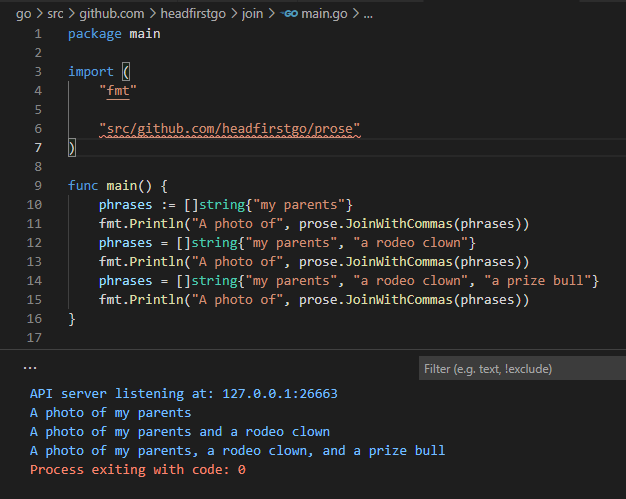 go > src > github.com > headfirstgo > join > GO main.go > ...
1 package main
2
3 import (
4 "fmt"
5
6 "src/github.com/headfirstgo/prose"
7 )
8
9 func main() {
10 phrases := []string{"my parents"}
11 fmt.Println("A photo of", prose.JoinWithCommas(phrases))
12 phrases = []string{"my parents", "a rodeo clown"}
13 fmt.Println("A photo of", prose.JoinWithCommas(phrases))
14 phrases = []string{"my parents", "a rodeo clown", "a prize bull"}
15 fmt.Println("A photo of", prose.JoinWithCommas(phrases))
16 }
17
...
Filter (e.g. text, !exclude)
API server listening at: 127.0.0.1:26663
A photo of my parents
A photo of my parents and a rodeo clown
A photo of my parents, a rodeo clown, and a prize bull
Process exiting with code: 0